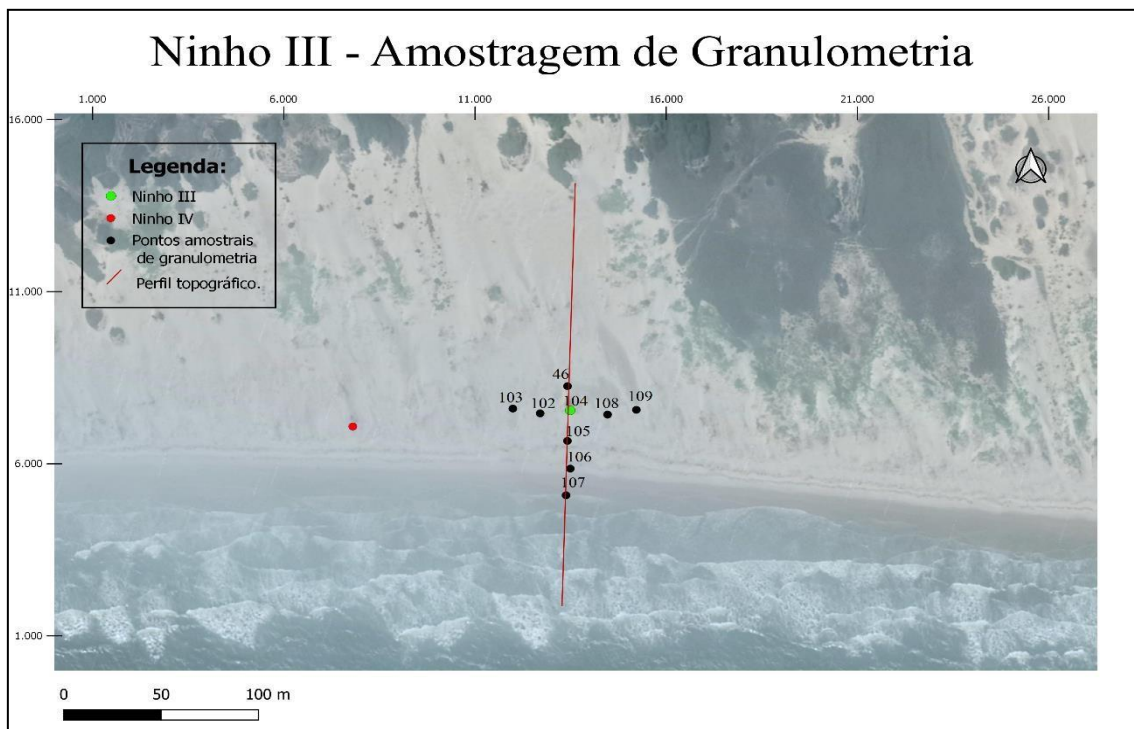 Ninho III - Amostragem de Granulometria
1.000 6.000 11.000 16.000 21.000 26.000
16.000
Legenda:
Ninho III
Ninho IV
Pontos amostrais
de granulometria
Perfil topográfico.
11.000
46
103 102 104 108 109
105
6.000
106
107
1.000
0 50 100 m